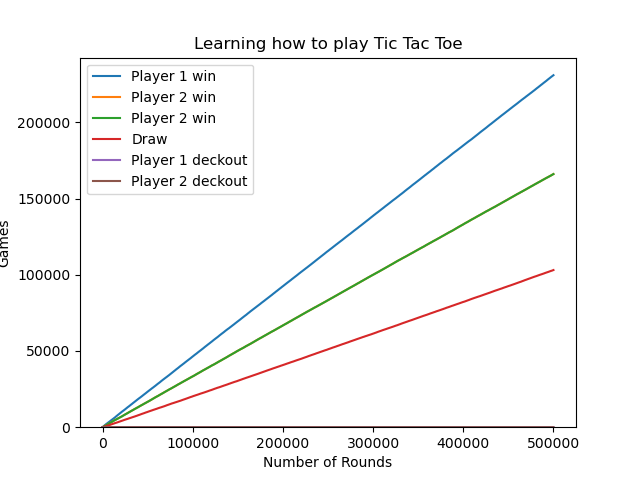 Learning how to play Tic Tac Toe
Player 1 win
Player 2 win
Player 2 win
Draw
Player 1 deckout
Player 2 deckout
200000
150000
100000
50000
0
Games
0 100000 200000 300000 400000 500000
Number of Rounds